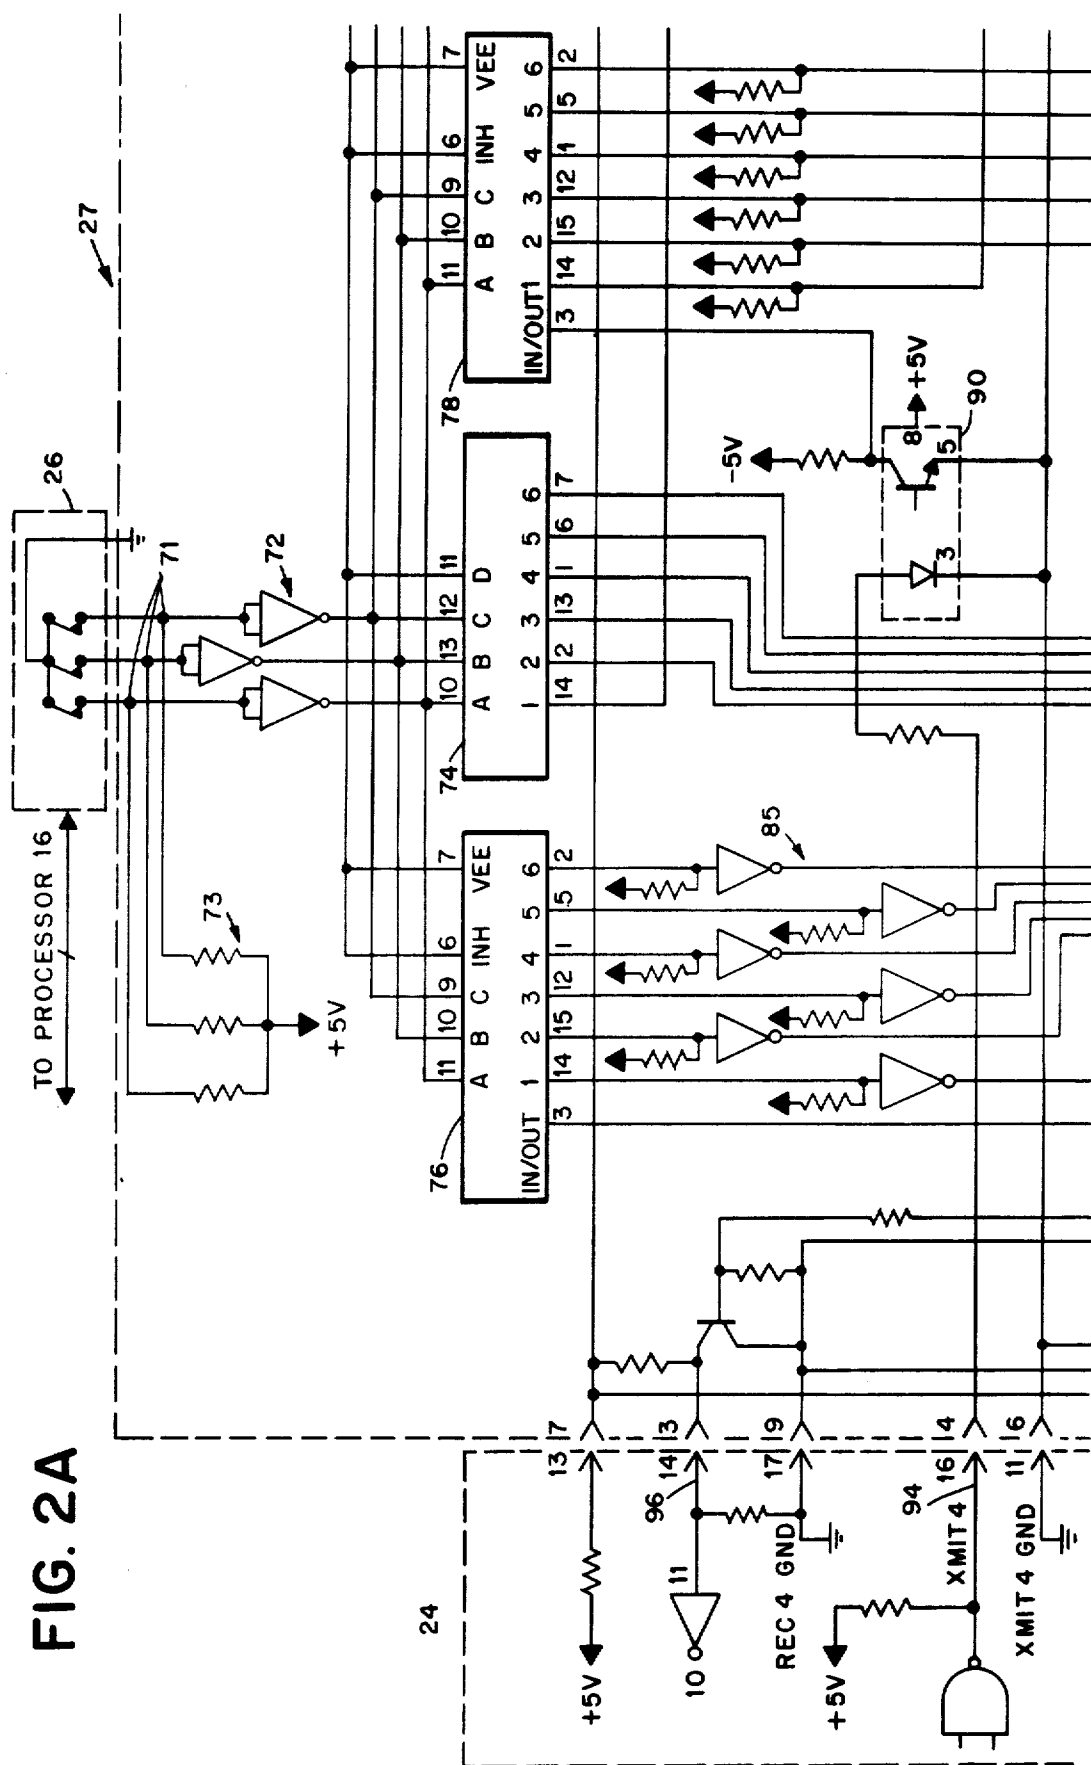 FIG. 2A
TO PROCESSOR 16
26
27
71
72
73
+5V
76
11 10 9 6 7
A B C INH VEE
IN/OUT 1 2 3 4 5 6
3 14 15 12 1 5 2
74
10 13 12 11
A B C D
1 2 3 4 5 6
14 2 13 1 6 7
78
11 10 9 6 7
A B C INH VEE
IN/OUT1 2 3 4 5 6
3 14 15 12 1 5 2
85
-5V
8
+5V
5
3
90
24
+5V
13
7
10
11
96
14
3
REC 4 GND
17
19
+5V
XMIT 4
94
16
4
XMIT 4 GND
11
6